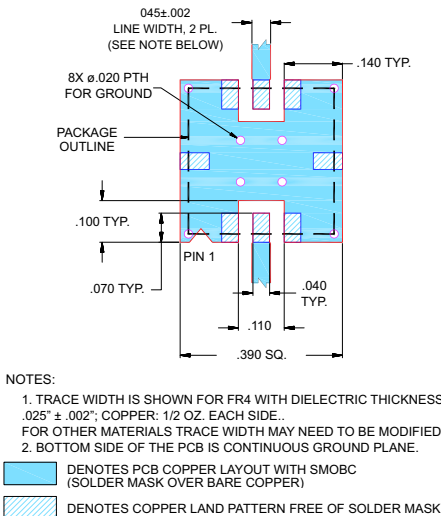 045±.002
LINE WIDTH, 2 PL.
(SEE NOTE BELOW)
.140 TYP.
8X ø.020 PTH
FOR GROUND
PACKAGE
OUTLINE
.100 TYP.
PIN 1
.070 TYP.
.040
TYP.
.110
.390 SQ.
NOTES:
1. TRACE WIDTH IS SHOWN FOR FR4 WITH DIELECTRIC THICKNESS
.025" ± .002"; COPPER: 1/2 OZ. EACH SIDE..
FOR OTHER MATERIALS TRACE WIDTH MAY NEED TO BE MODIFIED
2. BOTTOM SIDE OF THE PCB IS CONTINUOUS GROUND PLANE.
DENOTES PCB COPPER LAYOUT WITH SMOBC
(SOLDER MASK OVER BARE COPPER)
DENOTES COPPER LAND PATTERN FREE OF SOLDER MASK